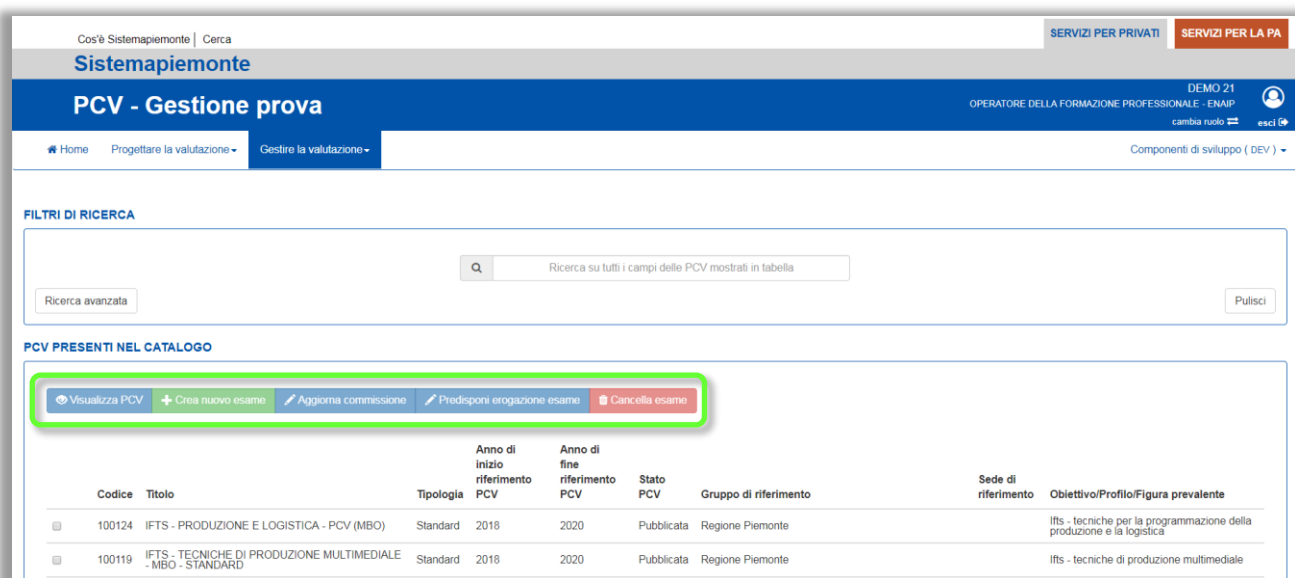 Cos'è Sistemapiemonte | Cerca
SERVIZI PER PRIVATI
SERVIZI PER LA PA
Sistemapiemonte
PCV - Gestione prova
DEMO 21
OPERATORE DELLA FORMAZIONE PROFESSIONALE - ENAIP
cambia ruolo
esci
Home
Progettare la valutazione
Gestire la valutazione
Componenti di sviluppo ( DEV )
FILTRI DI RICERCA
Ricerca su tutti i campi delle PCV mostrati in tabella
Ricerca avanzata
Pulisci
PCV PRESENTI NEL CATALOGO
Visualizza PCV
Crea nuovo esame
Aggiorna commissione
Predisponi erogazione esame
Cancella esame
Codice
Titolo
Tipologia
Anno di
inizio
riferimento
PCV
Anno di
fine
riferimento
PCV
Stato
PCV
Gruppo di riferimento
Sede di
riferimento
Obiettivo/Profilo/Figura prevalente
100124
IFTS - PRODUZIONE E LOGISTICA - PCV (MBO)
Standard
2018
2020
Pubblicata
Regione Piemonte
Ifts - tecniche per la programmazione della
produzione e la logistica
100119
IFTS - TECNICHE DI PRODUZIONE MULTIMEDIALE
- MBO - STANDARD
Standard
2018
2020
Pubblicata
Regione Piemonte
Ifts - tecniche di produzione multimediale